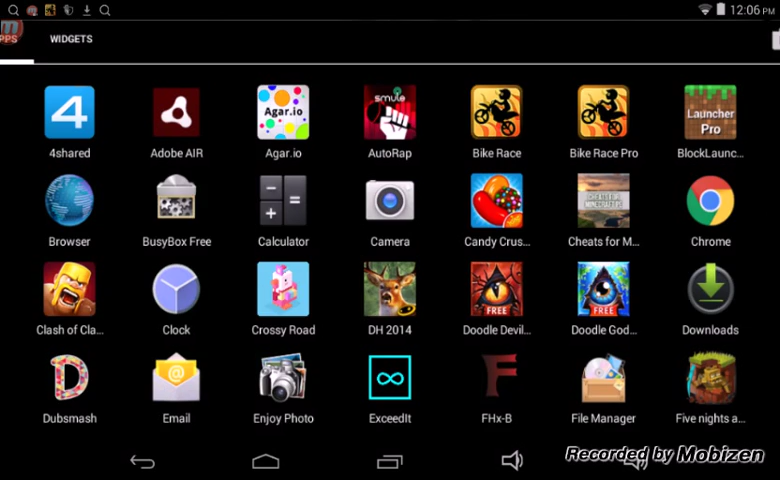 12:06 PM
PPS WIDGETS
4
Agar.io
smule
Launcher
Pro
4shared Adobe AIR Agar.io AutoRap Bike Race Bike Race Pro BlockLaunc...
Browser BusyBox Free Calculator Camera Candy Crus... Cheats for M... Chrome
FREE FREE
Clash of Cla... Clock Crossy Road DH 2014 Doodle Devil... Doodle God... Downloads
Dubsmash Email Enjoy Photo ExceedIt FHx-B File Manager Five nights a...
Recorded by Mobizen